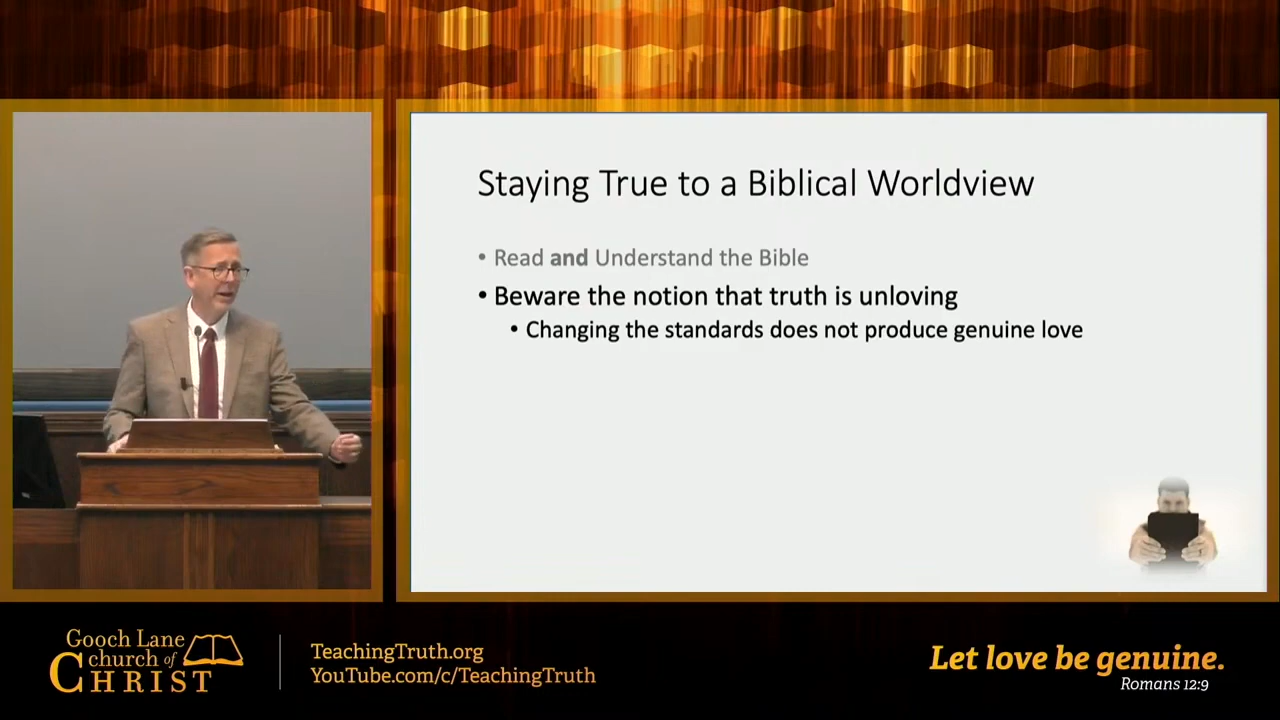 Staying True to a Biblical Worldview
• Read and Understand the Bible
• Beware the notion that truth is unloving
• Changing the standards does not produce genuine love
Gooch Lane
church of
CHRIST
TeachingTruth.org
YouTube.com/c/TeachingTruth
Let love be genuine.
Romans 12:9